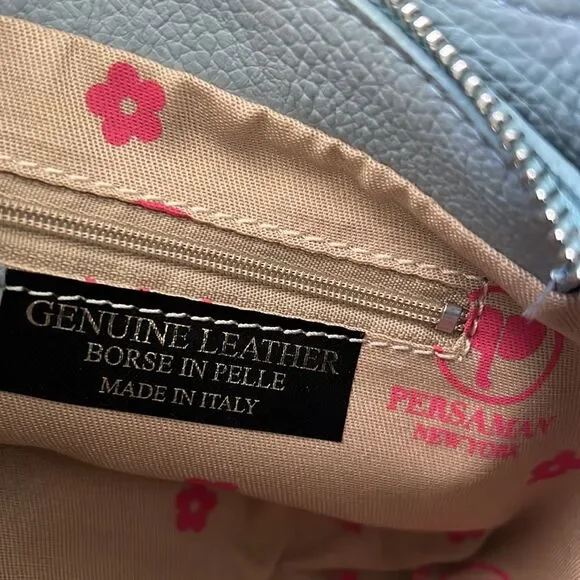 GENUINE LEATHER
BORSE IN PELLE
MADE IN ITALY
PERSAMAN
NEW YORK